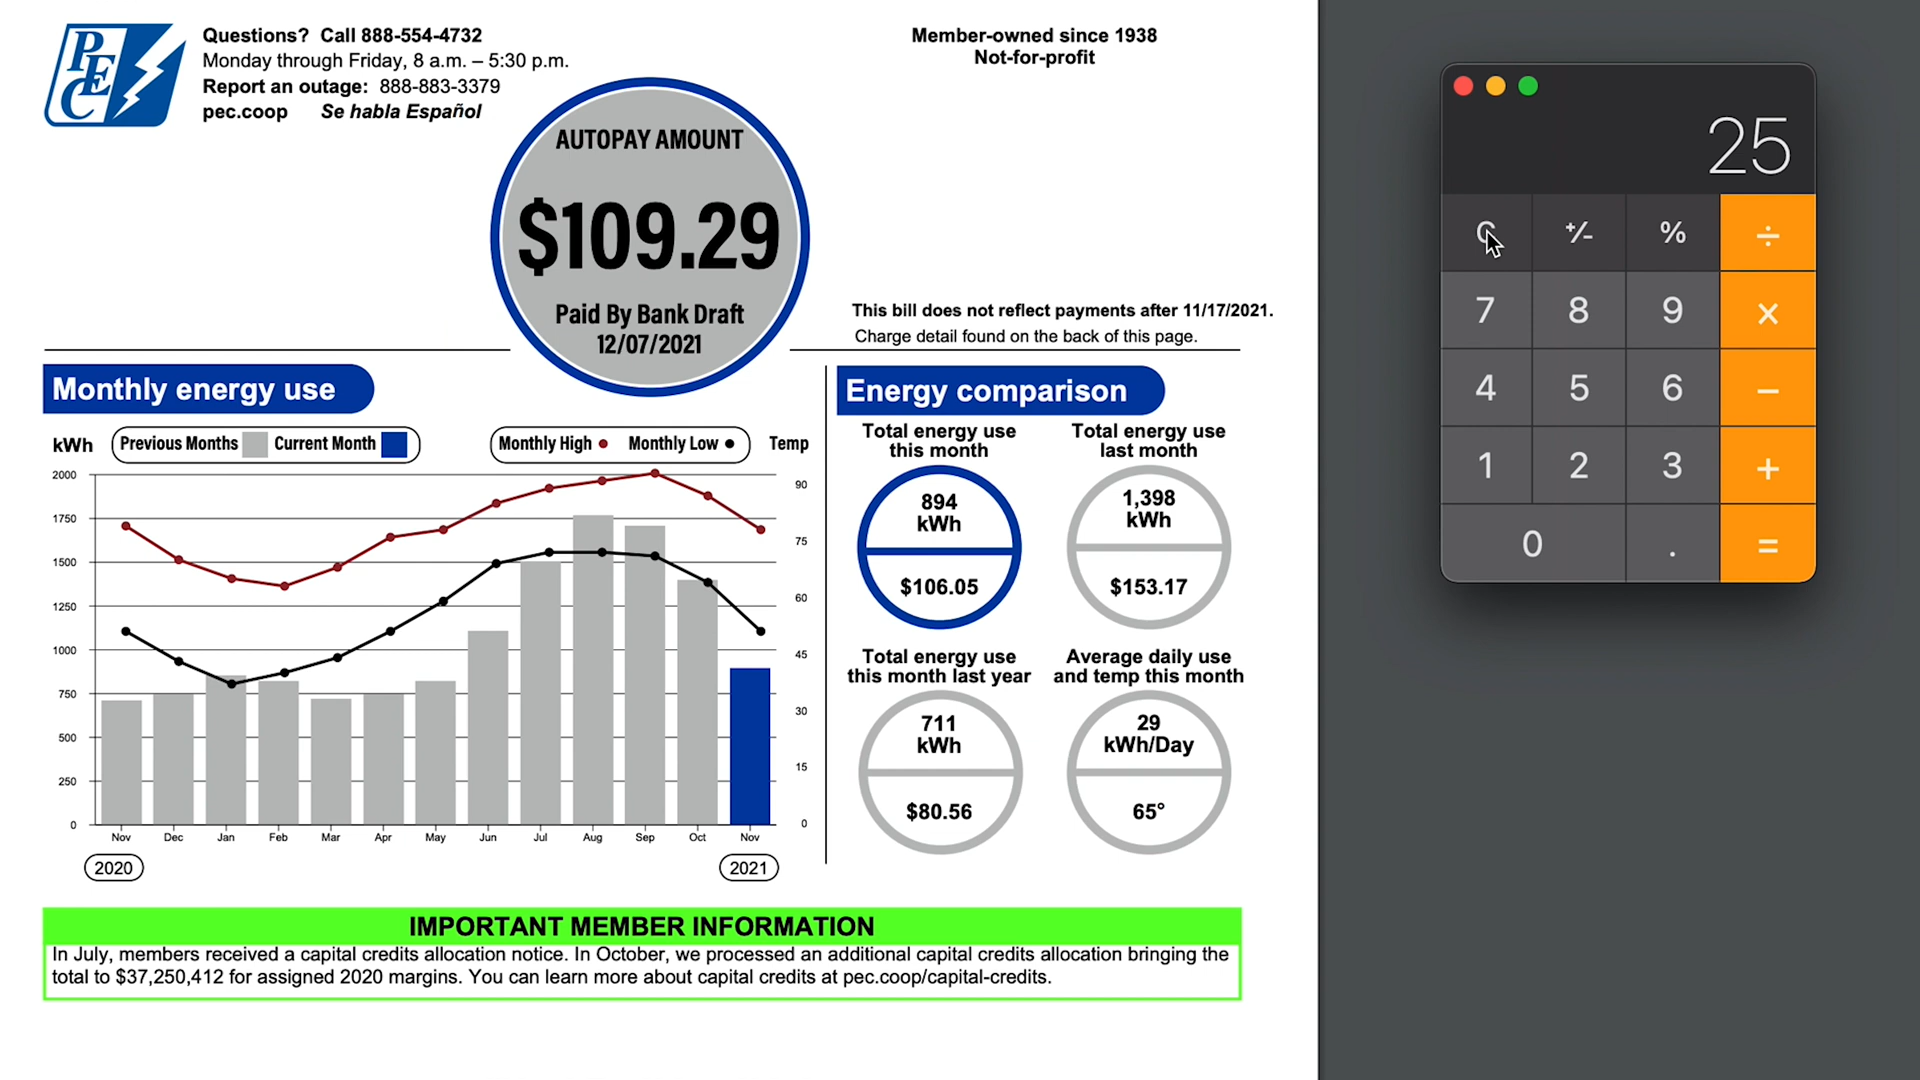 PEC
Questions? Call 888-554-4732
Monday through Friday, 8 a.m. – 5:30 p.m.
Report an outage: 888-883-3379
pec.coop Se habla Español
Member-owned since 1938
Not-for-profit
AUTOPAY AMOUNT
$109.29
Paid By Bank Draft
12/07/2021
This bill does not reflect payments after 11/17/2021.
Charge detail found on the back of this page.
Monthly energy use
kWh Previous Months Current Month Monthly High Monthly Low Temp
2000
1750
1500
1250
1000
750
500
250
0
90
75
60
45
30
15
0
Nov Dec Jan Feb Mar Apr May Jun Jul Aug Sep Oct Nov
2020 2021
Energy comparison
Total energy use
this month
894
kWh
$106.05
Total energy use
last month
1,398
kWh
$153.17
Total energy use
this month last year
711
kWh
$80.56
Average daily use
and temp this month
29
kWh/Day
65°
IMPORTANT MEMBER INFORMATION
In July, members received a capital credits allocation notice. In October, we processed an additional capital credits allocation bringing the
total to $37,250,412 for assigned 2020 margins. You can learn more about capital credits at pec.coop/capital-credits.
25
C +/- % ÷
7 8 9 ×
4 5 6 −
1 2 3 +
0 . =